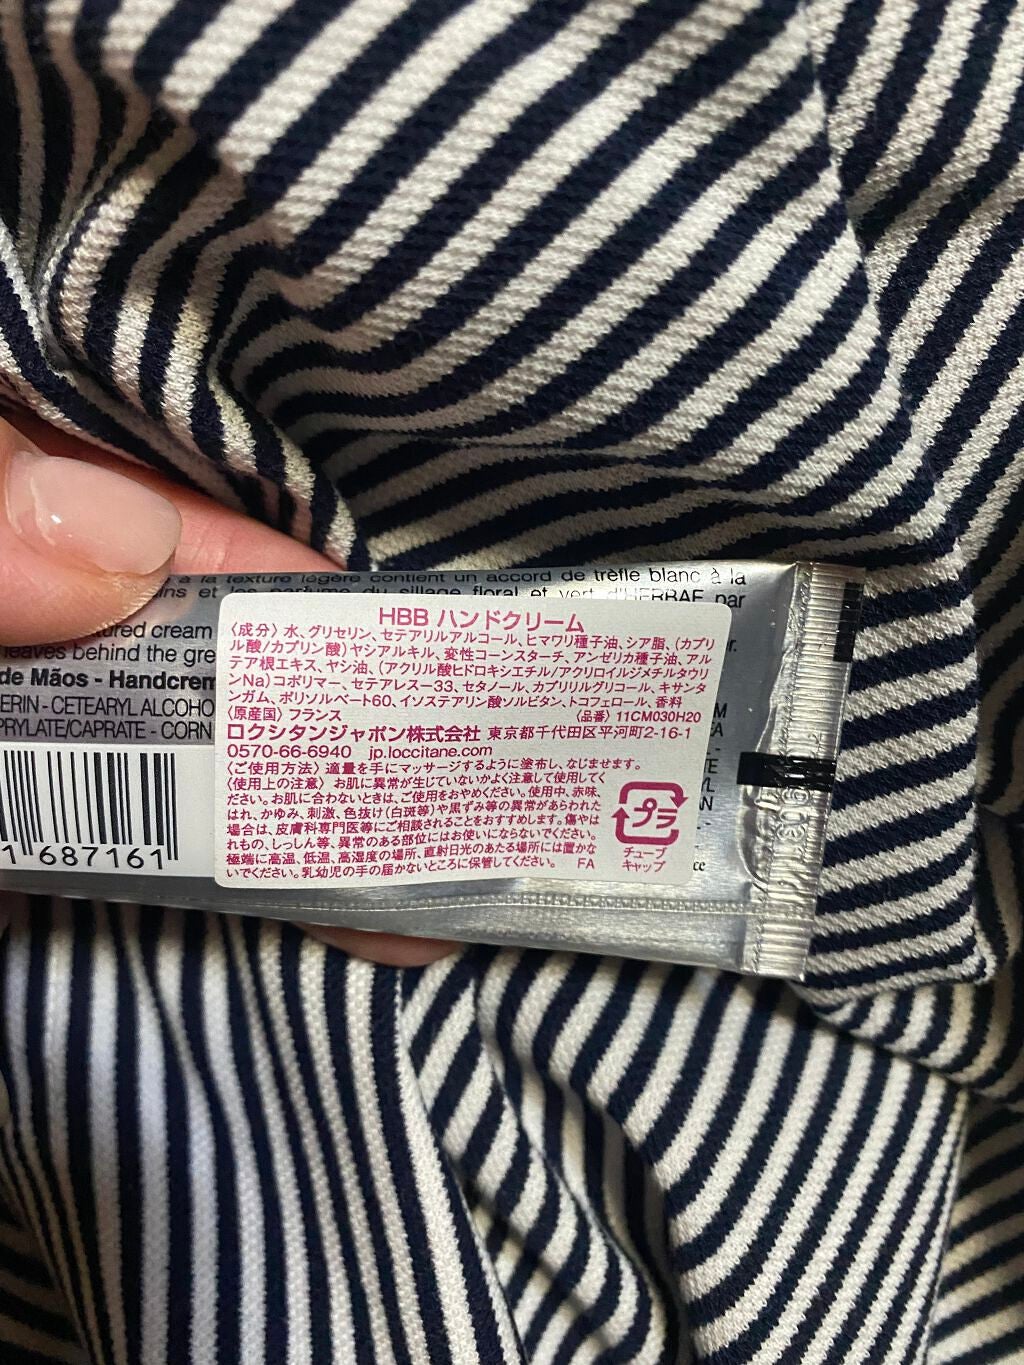 à la texture légère contient un accord de trèfle blanc à la
ins et les parfume du sillage floral et vert d'HERBAE par
HBB ハンドクリーム
〈成分〉水、グリセリン、セテアリルアルコール、ヒマワリ種子油、シア脂、(カプリ
ル酸/カプリン酸)ヤシアルキル、変性コーンスターチ、アンゼリカ種子油、アル
テア根エキス、ヤシ油、(アクリル酸ヒドロキシエチル/アクリロイルジメチルタウリ
ンNa)コポリマー、セテアレス-33、セタノール、カプリリルグリコール、キサンタ
ンガム、ポリソルベート60、イソステアリン酸ソルビタン、トコフェロール、香料
〈原産国〉フランス 〈品番〉11CM030H20
ロクシタンジャポン株式会社 東京都千代田区平河町2-16-1
0570-66-6940 jp.loccitane.com
〈ご使用方法〉適量を手にマッサージするように塗布し、なじませます。
〈使用上の注意〉お肌に異常が生じていないかよく注意して使用してく
ださい。お肌に合わないときは、ご使用をおやめください。使用中、赤味、
はれ、かゆみ、刺激、色抜け(白斑等)や黒ずみ等の異常があらわれた
場合は、皮膚科専門医等にご相談されることをおすすめします。傷やは
れもの、しっしん等、異常のある部位にはお使いにならないでください。
極端に高温、低温、高湿度の場所、直射日光のあたる場所には置かな
いでください。乳幼児の手の届かないところに保管してください。 FA
プラ
チューブ
キャップ
tured cream
leaves behind the gre
de Mãos - Handcrem
ERIN - CETEARYL ALCOHO
PRYLATE/CAPRATE - CORN
1 687161